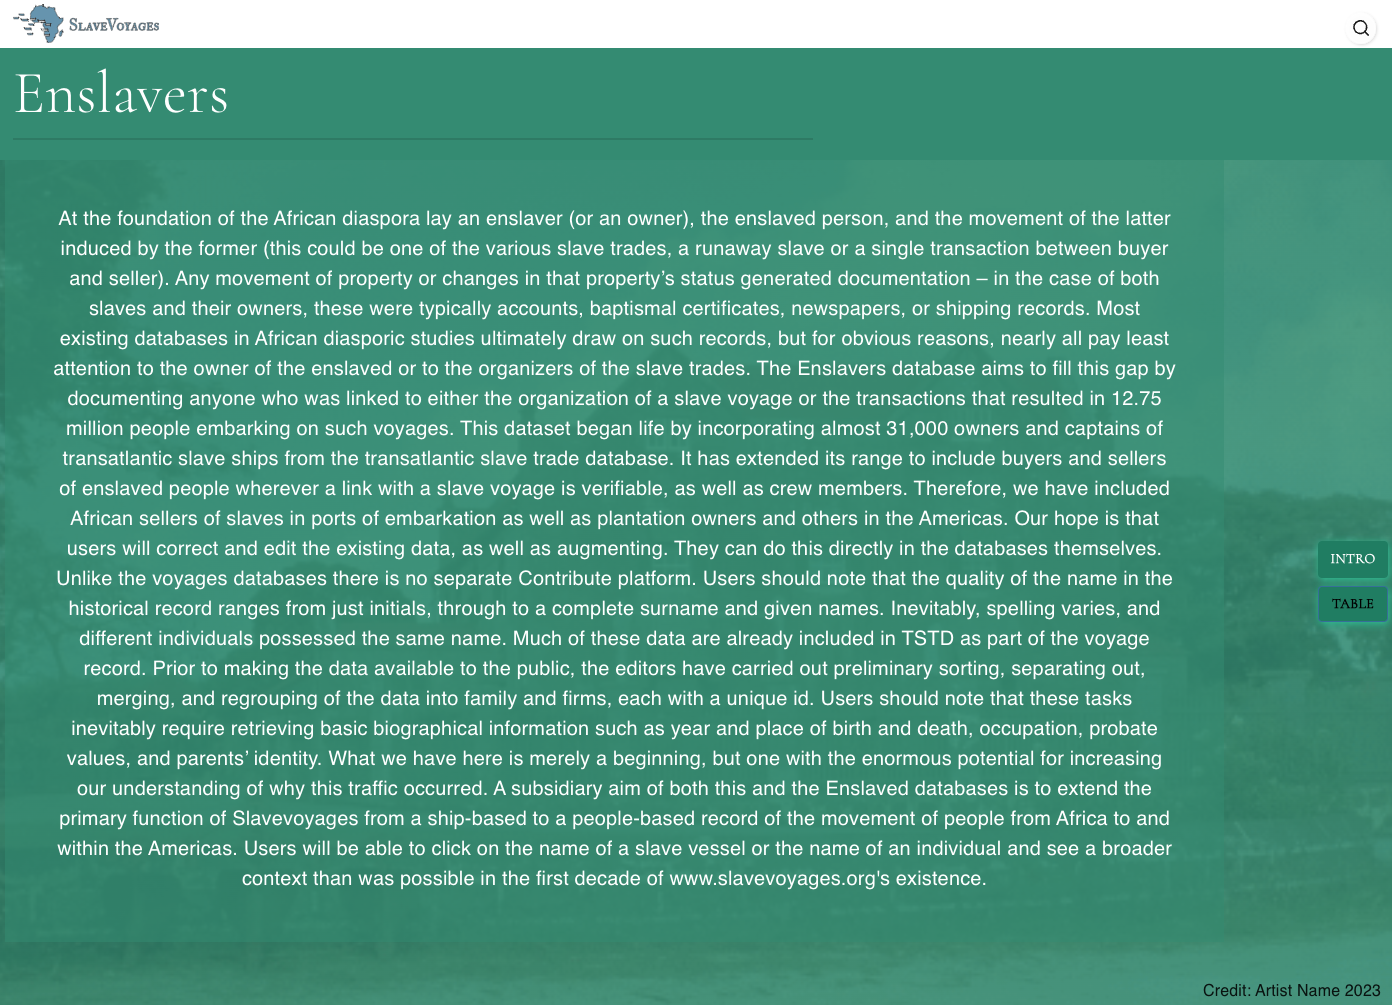 SlaveVoyages
Enslavers
At the foundation of the African diaspora lay an enslaver (or an owner), the enslaved person, and the movement of the latter
induced by the former (this could be one of the various slave trades, a runaway slave or a single transaction between buyer
and seller). Any movement of property or changes in that property’s status generated documentation – in the case of both
slaves and their owners, these were typically accounts, baptismal certificates, newspapers, or shipping records. Most
existing databases in African diasporic studies ultimately draw on such records, but for obvious reasons, nearly all pay least
attention to the owner of the enslaved or to the organizers of the slave trades. The Enslavers database aims to fill this gap by
documenting anyone who was linked to either the organization of a slave voyage or the transactions that resulted in 12.75
million people embarking on such voyages. This dataset began life by incorporating almost 31,000 owners and captains of
transatlantic slave ships from the transatlantic slave trade database. It has extended its range to include buyers and sellers
of enslaved people wherever a link with a slave voyage is verifiable, as well as crew members. Therefore, we have included
African sellers of slaves in ports of embarkation as well as plantation owners and others in the Americas. Our hope is that
users will correct and edit the existing data, as well as augmenting. They can do this directly in the databases themselves.
Unlike the voyages databases there is no separate Contribute platform. Users should note that the quality of the name in the
historical record ranges from just initials, through to a complete surname and given names. Inevitably, spelling varies, and
different individuals possessed the same name. Much of these data are already included in TSTD as part of the voyage
record. Prior to making the data available to the public, the editors have carried out preliminary sorting, separating out,
merging, and regrouping of the data into family and firms, each with a unique id. Users should note that these tasks
inevitably require retrieving basic biographical information such as year and place of birth and death, occupation, probate
values, and parents’ identity. What we have here is merely a beginning, but one with the enormous potential for increasing
our understanding of why this traffic occurred. A subsidiary aim of both this and the Enslaved databases is to extend the
primary function of Slavevoyages from a ship-based to a people-based record of the movement of people from Africa to and
within the Americas. Users will be able to click on the name of a slave vessel or the name of an individual and see a broader
context than was possible in the first decade of www.slavevoyages.org's existence.
INTRO
TABLE
Credit: Artist Name 2023